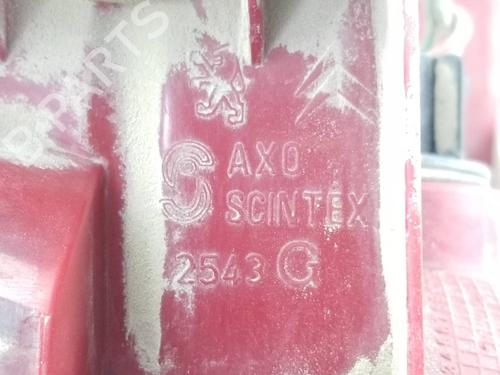 AXO
SCINTEX
2543 G
B-PARTS